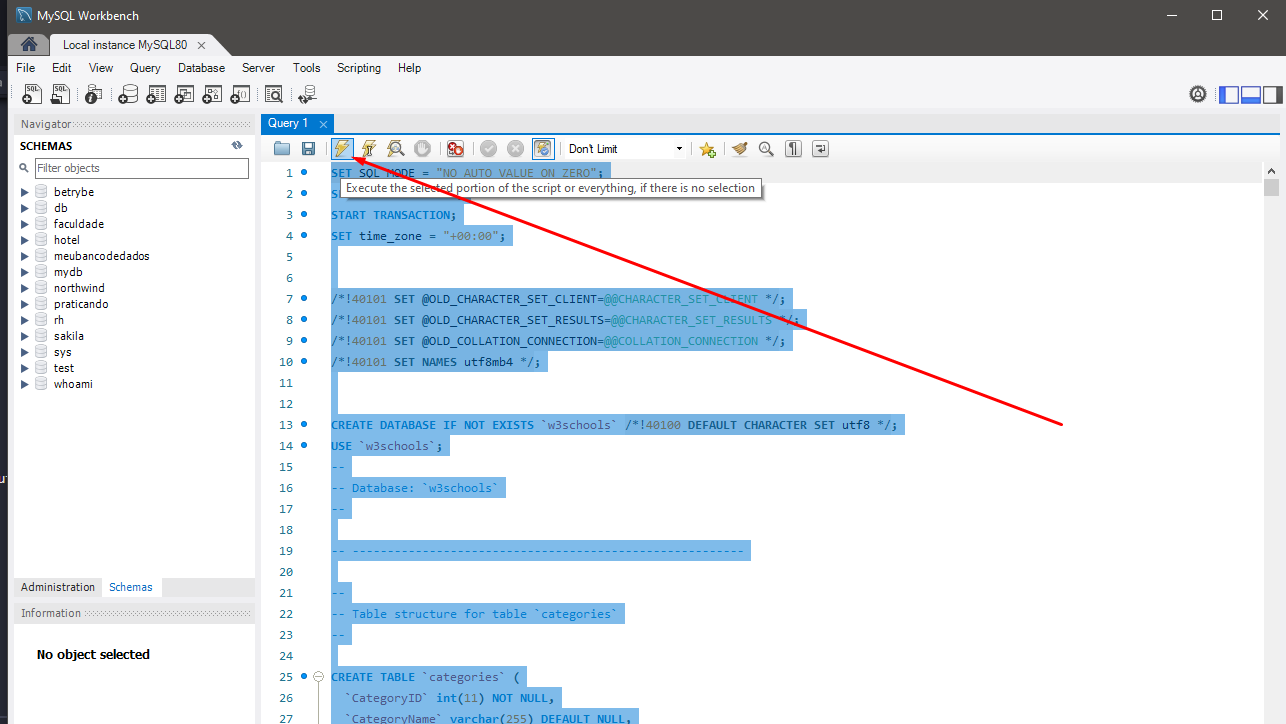 MySQL Workbench
Local instance MySQL80
File Edit View Query Database Server Tools Scripting Help
Navigator
SCHEMAS
Filter objects
betrybe
db
faculdade
hotel
meubancodedados
mydb
northwind
praticando
rh
sakila
sys
test
whoami
Administration Schemas
Information
No object selected
Query 1
Don't Limit
Execute the selected portion of the script or everything, if there is no selection
1 SET SQL_MODE = "NO_AUTO_VALUE_ON_ZERO";
2
3 START TRANSACTION;
4 SET time_zone = "+00:00";
5
6
7 /*!40101 SET @OLD_CHARACTER_SET_CLIENT=@@CHARACTER_SET_CLIENT */;
8 /*!40101 SET @OLD_CHARACTER_SET_RESULTS=@@CHARACTER_SET_RESULTS */;
9 /*!40101 SET @OLD_COLLATION_CONNECTION=@@COLLATION_CONNECTION */;
10 /*!40101 SET NAMES utf8mb4 */;
11
12
13 CREATE DATABASE IF NOT EXISTS `w3schools` /*!40100 DEFAULT CHARACTER SET utf8 */;
14 USE `w3schools`;
15 --
16 -- Database: `w3schools`
17 --
18
19 -- --------------------------------------------------------
20
21 --
22 -- Table structure for table `categories`
23 --
24
25 CREATE TABLE `categories` (
26 `CategoryID` int(11) NOT NULL,
27 `CategoryName` varchar(255) DEFAULT NULL,